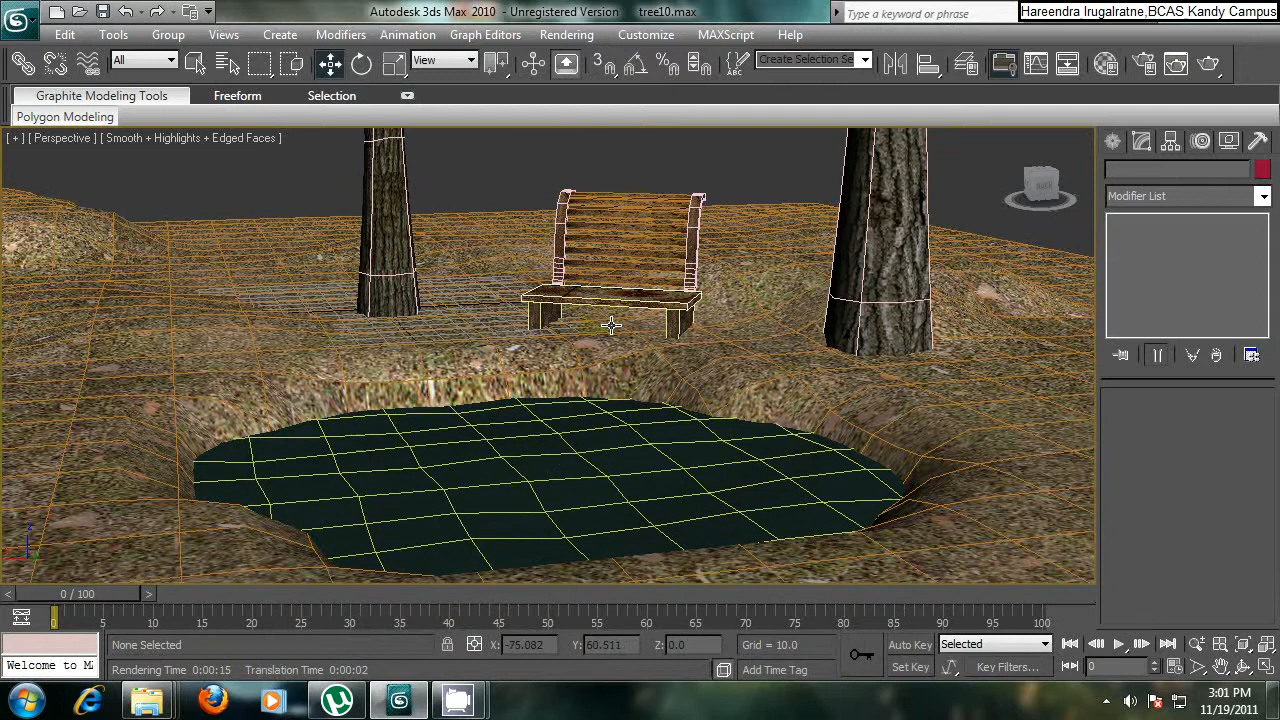 Autodesk 3ds Max 2010 - Unregistered Version tree10.max
Type a keyword or phrase
Hareendra Irugalratne,BCAS Kandy Campus
Edit Tools Group Views Create Modifiers Animation Graph Editors Rendering Customize MAXScript Help
All
View
3
Create Selection Se
Graphite Modeling Tools Freeform Selection
Polygon Modeling
[ + ] [ Perspective ] [ Smooth + Highlights + Edged Faces ]
Modifier List
0 / 100
0 5 10 15 20 25 30 35 40 45 50 55 60 65 70 75 80 85 90 95 100
None Selected X: -75.082 Y: 60.511 Z: 0.0 Grid = 10.0 Auto Key Selected
Welcome to M
Rendering Time 0:00:15 Translation Time 0:00:02 Add Time Tag Set Key Key Filters... 0
3:01 PM
11/19/2011